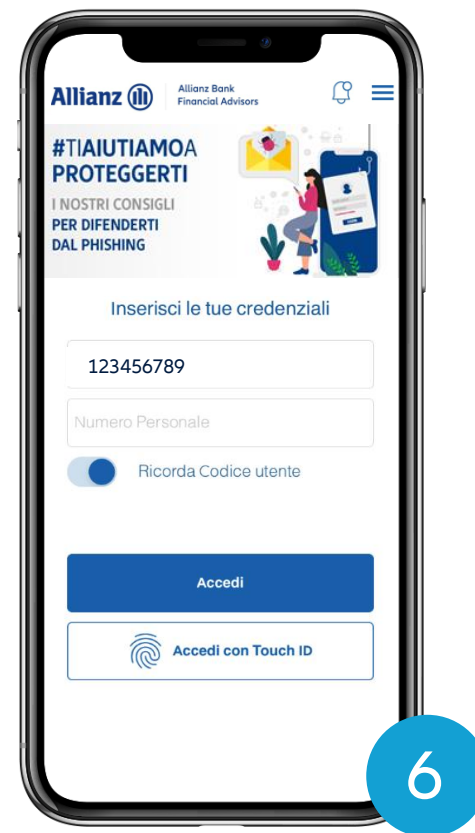 Allianz
Allianz Bank
Financial Advisors
#TIAIUTIAMOA
PROTEGGERTI
I NOSTRI CONSIGLI
PER DIFENDERTI
DAL PHISHING
Inserisci le tue credenziali
123456789
Numero Personale
Ricorda Codice utente
Accedi
Accedi con Touch ID
6